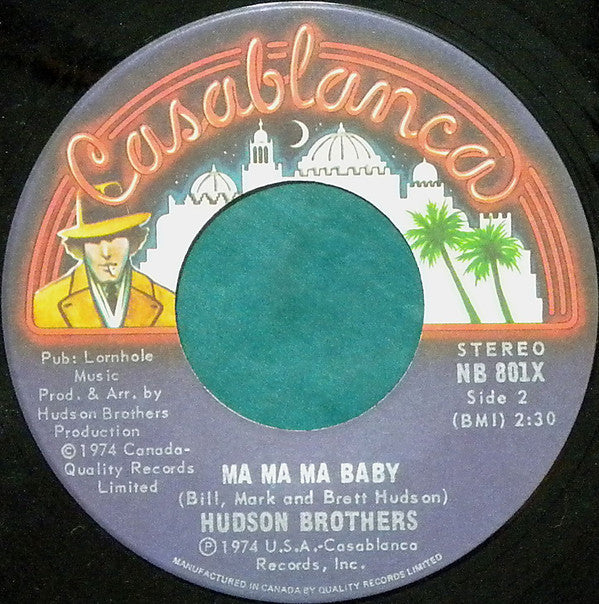 Casablanca
Pub: Lornhole
Music
Prod. & Arr. by
Hudson Brothers
Production
© 1974 Canada-
Quality Records
Limited
STEREO
NB 801X
Side 2
(BMI) 2:30
MA MA MA BABY
(Bill, Mark and Brett Hudson)
HUDSON BROTHERS
℗ 1974 U.S.A.-Casablanca
Records, Inc.
MANUFACTURED IN CANADA BY QUALITY RECORDS LIMITED